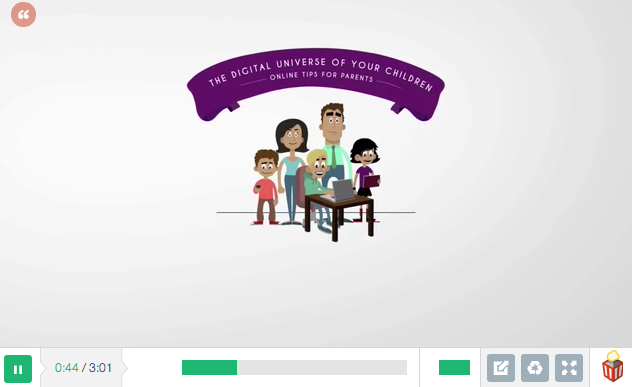 THE DIGITAL UNIVERSE OF YOUR CHILDREN
ONLINE TIPS FOR PARENTS
0:44 / 3:01